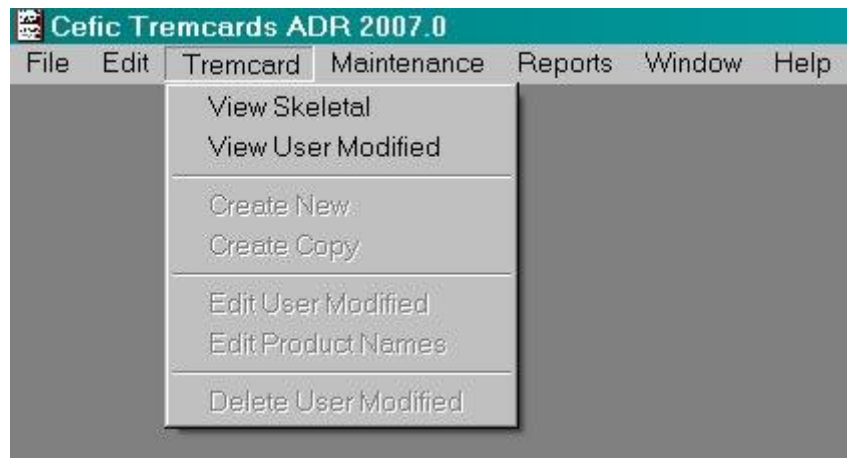 Cefic Tremcards ADR 2007.0
File Edit Tremcard Maintenance Reports Window Help
View Skeletal
View User Modified
Create New
Create Copy
Edit User Modified
Edit Product Names
Delete User Modified